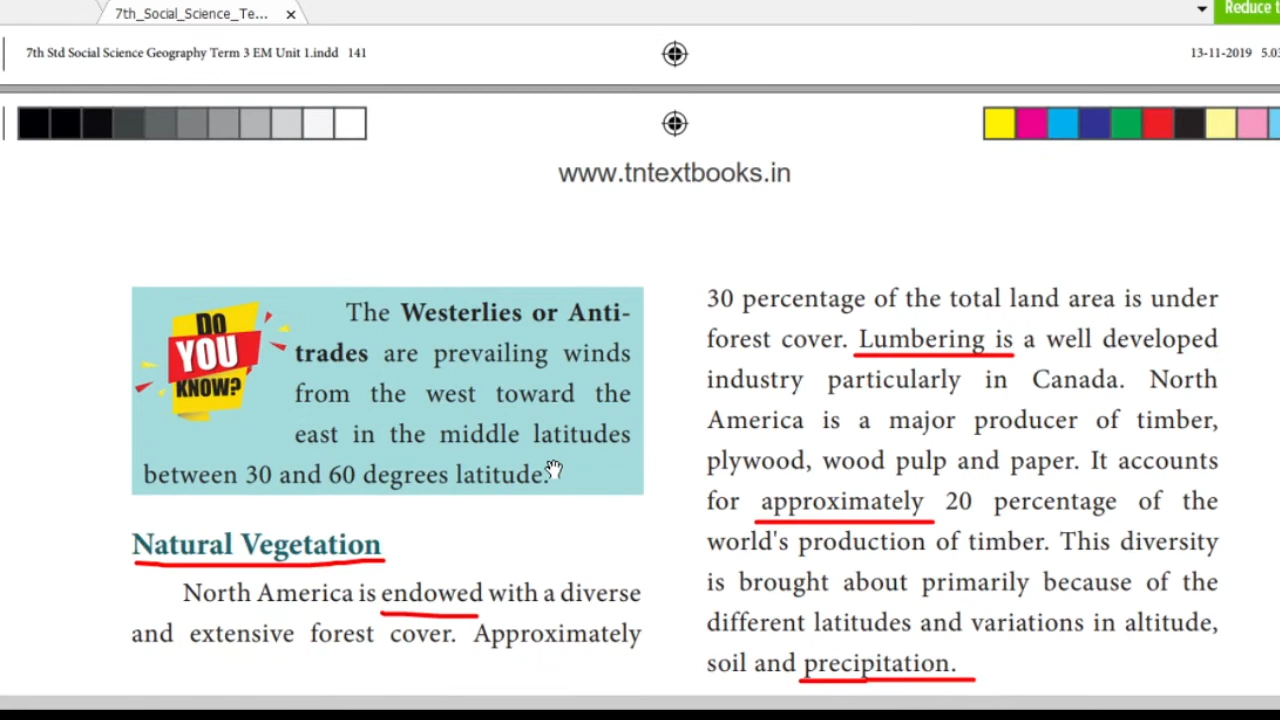 7th_Social_Science_Te...
Reduce t
7th Std Social Science Geography Term 3 EM Unit 1.indd 141
13-11-2019 5.03
www.tntextbooks.in
DO
YOU
KNOW?
The Westerlies or Anti-
trades are prevailing winds
from the west toward the
east in the middle latitudes
between 30 and 60 degrees latitude.
Natural Vegetation
North America is endowed with a diverse
and extensive forest cover. Approximately
30 percentage of the total land area is under
forest cover. Lumbering is a well developed
industry particularly in Canada. North
America is a major producer of timber,
plywood, wood pulp and paper. It accounts
for approximately 20 percentage of the
world's production of timber. This diversity
is brought about primarily because of the
different latitudes and variations in altitude,
soil and precipitation.